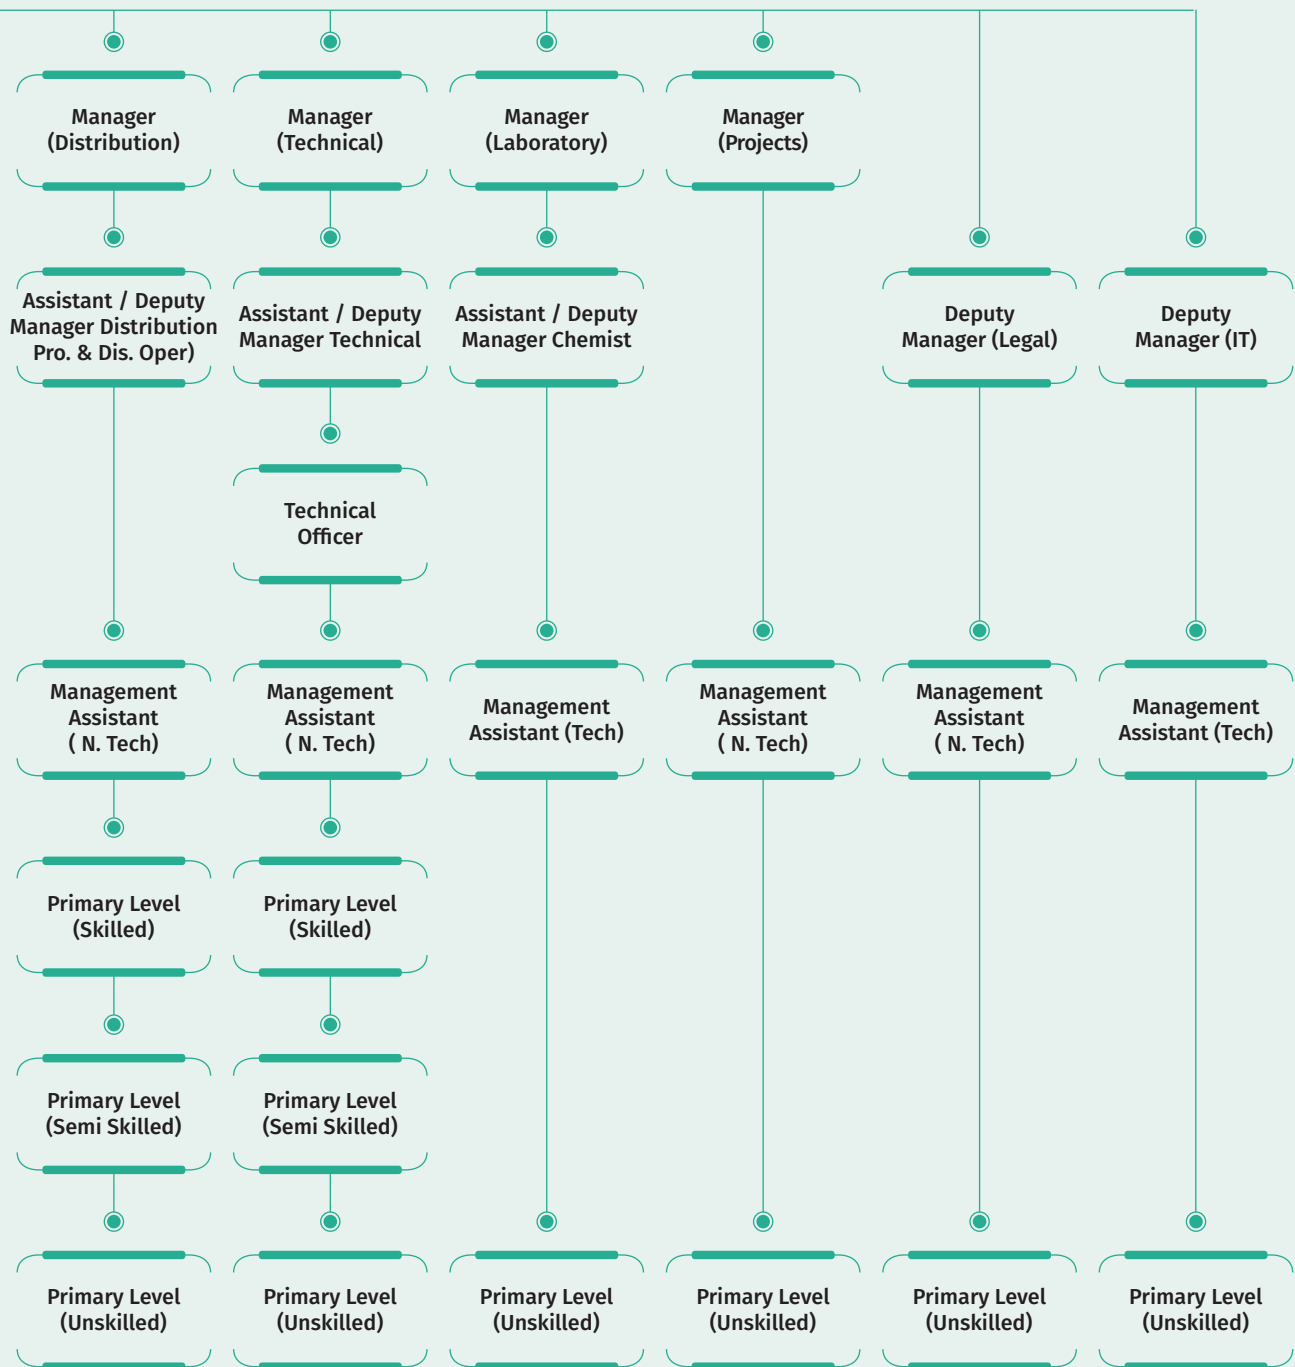 Manager
(Distribution)
Manager
(Technical)
Manager
(Laboratory)
Manager
(Projects)
Assistant / Deputy
Manager Distribution
Pro. & Dis. Oper)
Assistant / Deputy
Manager Technical
Assistant / Deputy
Manager Chemist
Deputy
Manager (Legal)
Deputy
Manager (IT)
Technical
Officer
Management
Assistant
( N. Tech)
Management
Assistant
( N. Tech)
Management
Assistant (Tech)
Management
Assistant
( N. Tech)
Management
Assistant
( N. Tech)
Management
Assistant (Tech)
Primary Level
(Skilled)
Primary Level
(Skilled)
Primary Level
(Semi Skilled)
Primary Level
(Semi Skilled)
Primary Level
(Unskilled)
Primary Level
(Unskilled)
Primary Level
(Unskilled)
Primary Level
(Unskilled)
Primary Level
(Unskilled)
Primary Level
(Unskilled)